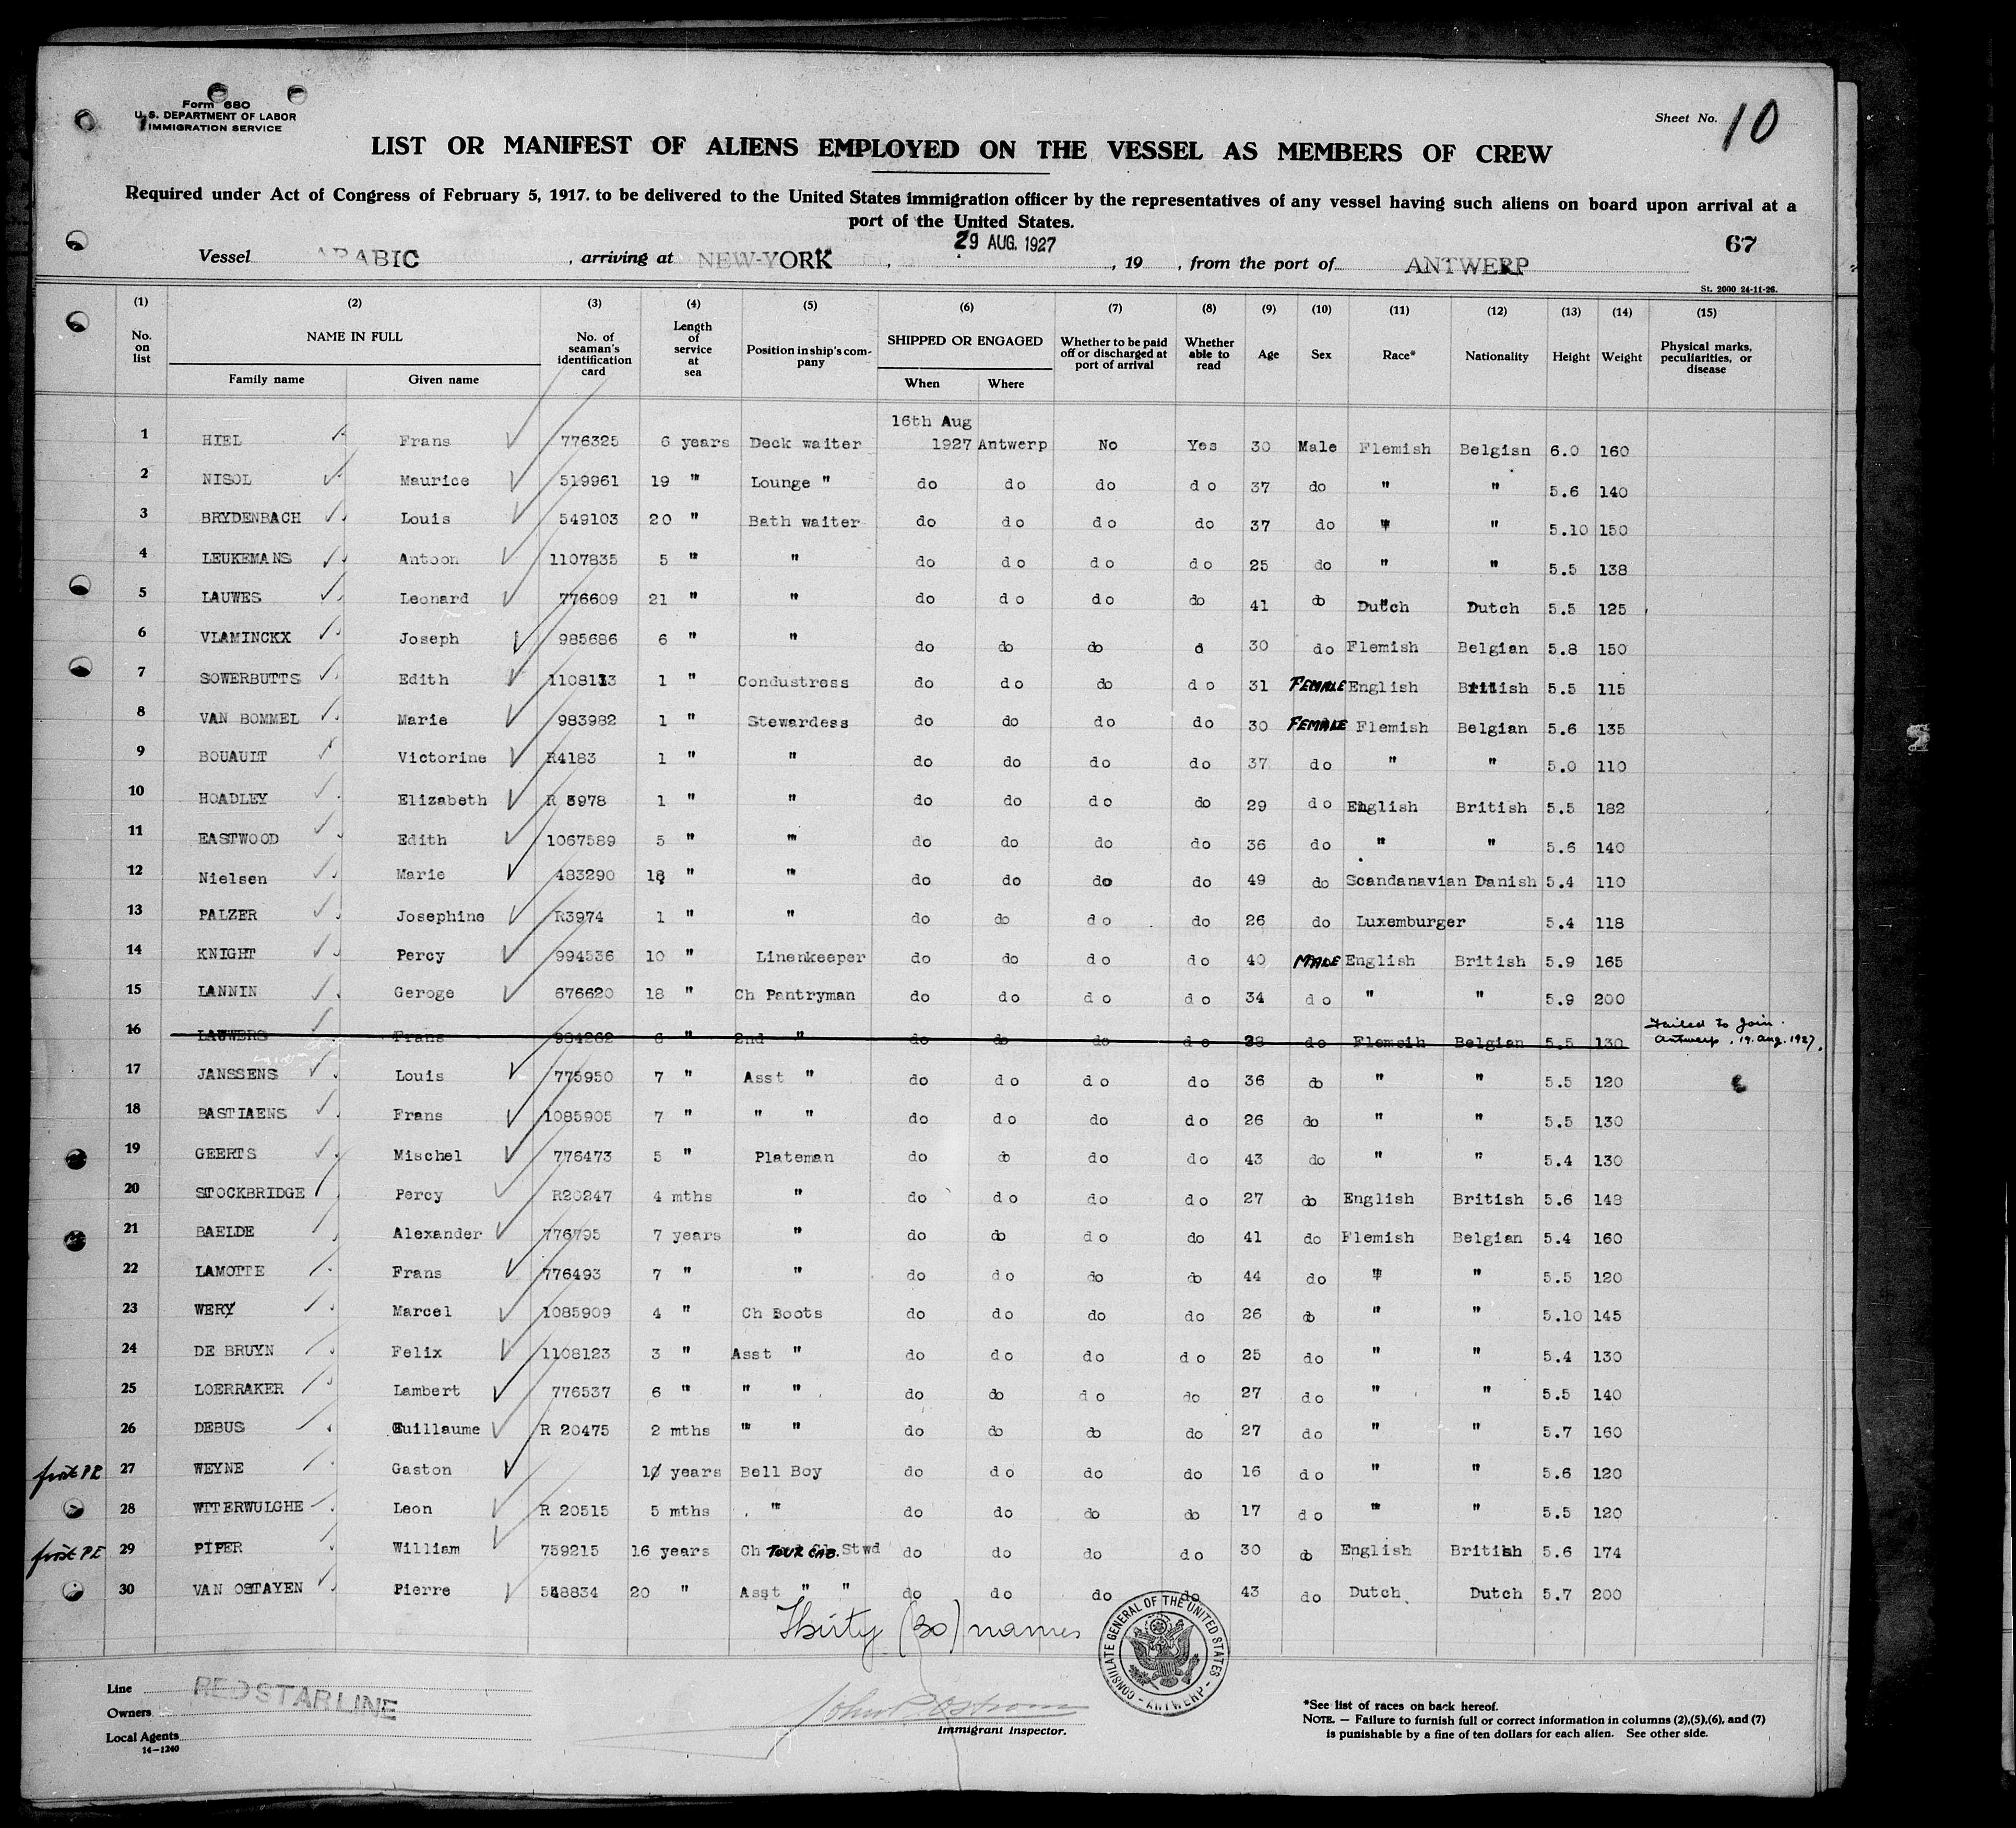 Form 680
U. S. DEPARTMENT OF LABOR
IMMIGRATION SERVICE
Sheet No. 10
LIST OR MANIFEST OF ALIENS EMPLOYED ON THE VESSEL AS MEMBERS OF CREW
Required under Act of Congress of February 5, 1917. to be delivered to the United States immigration officer by the representatives of any vessel having such aliens on board upon arrival at a
port of the United States.
67
Vessel ARABIC, arriving at NEW-YORK, 29 AUG. 1927, 19 , from the port of ANTWERP
St. 2000 24-11-26.
(1) (2) (3) (4) (5) (6) (7) (8) (9) (10) (11) (12) (13) (14) (15)
No. on list NAME IN FULL Family name Given name No. of seaman's identification card Length of service at sea Position in ship's company SHIPPED OR ENGAGED When Where Whether to be paid off or discharged at port of arrival Whether able to read Age Sex Race* Nationality Height Weight Physical marks, peculiarities, or disease
16th Aug
1 HIEL Frans 776325 6 years Deck waiter 1927 Antwerp No Yes 30 Male Flemish Belgisn 6.0 160
2 NISOL Maurice 519961 19 " Lounge " do do do do 37 do " " 5.6 140
3 BRYDENBACH Louis 549103 20 " Bath waiter do do do do 37 do " " 5.10 150
4 LEUKEMANS Antoon 1107835 5 " " do do do do 25 do " " 5.5 138
5 LAUWES Leonard 776609 21 " " do do do do 41 do Dutch Dutch 5.5 125
6 VLAMINCKX Joseph 985686 6 " " do do do d 30 do Flemish Belgian 5.8 150
7 SOWERBUTTS Edith 1108113 1 " Condustress do do do do 31 FEMALE English British 5.5 115
8 VAN BOMMEL Marie 983982 1 " Stewardess do do do do 30 FEMALE Flemish Belgian 5.6 135
9 BOUAULT Victorine R4183 1 " " do do do do 37 do " " 5.0 110
10 HOADLEY Elizabeth R 3978 1 " " do do do do 29 do English British 5.5 182
11 EASTWOOD Edith 1067589 5 " " do do do do 36 do " " 5.6 140
12 Nielsen Marie 483290 18 " " do do do do 49 do Scandanavian Danish 5.4 110
13 PALZER Josephine R3974 1 " " do do do do 26 do Luxemburger 5.4 118
14 KNIGHT Percy 994536 10 " Linenkeeper do do do do 40 MALE English British 5.9 165
15 LANNIN Geroge 676620 18 " Ch Pantryman do do do do 34 do " " 5.9 200
16 LAUWERS Frans 984262 6 " 2nd " do do do do 38 do Flemsih Belgian 5.5 130 Failed to join.
Antwerp, 19. Aug. 1927.
17 JANSSENS Louis 775950 7 " Asst " do do do do 36 do " " 5.5 120
18 BASTIAENS Frans 1085905 7 " " " do do do do 26 do " " 5.5 130
19 GEERTS Mischel 776473 5 " Plateman do do do do 43 do " " 5.4 130
20 STOCKBRIDGE Percy R20247 4 mths " do do do do 27 do English British 5.6 148
21 BAELDE Alexander 776795 7 years " do do do do 41 do Flemish Belgian 5.4 160
22 LAMOTTE Frans 776493 7 " " do do do do 44 do " " 5.5 120
23 WERY Marcel 1085909 4 " Ch Boots do do do do 26 do " " 5.10 145
24 DE BRUYN Felix 1108123 3 " Asst " do do do do 25 do " " 5.4 130
25 LOERRAKER Lambert 776537 6 " " " do do do do 27 do " " 5.5 140
26 DEBUS Guillaume R 20475 2 mths " " do do do do 27 do " " 5.7 160
27 WEYNE Gaston years Bell Boy do do do do 16 do " " 5.6 120
28 WITTERWULGHE Leon R 20515 5 mths " do do do do 17 do " " 5.5 120
29 PIPER William 759215 16 years Ch TOUR CAB. Stwd do do do do 30 do English British 5.6 174
30 VAN OSTAYEN Pierre 548834 20 " Asst " " do do do do 43 do Dutch Dutch 5.7 200
Thirty (30) names
CONSULATE GENERAL OF THE UNITED STATES - ANTWERP -
Line RED STAR LINE
Owners
Local Agents
14-1240
Immigrant Inspector.
*See list of races on back hereof.
NOTE. — Failure to furnish full or correct information in columns (2),(5),(6), and (7)
is punishable by a fine of ten dollars for each alien. See other side.